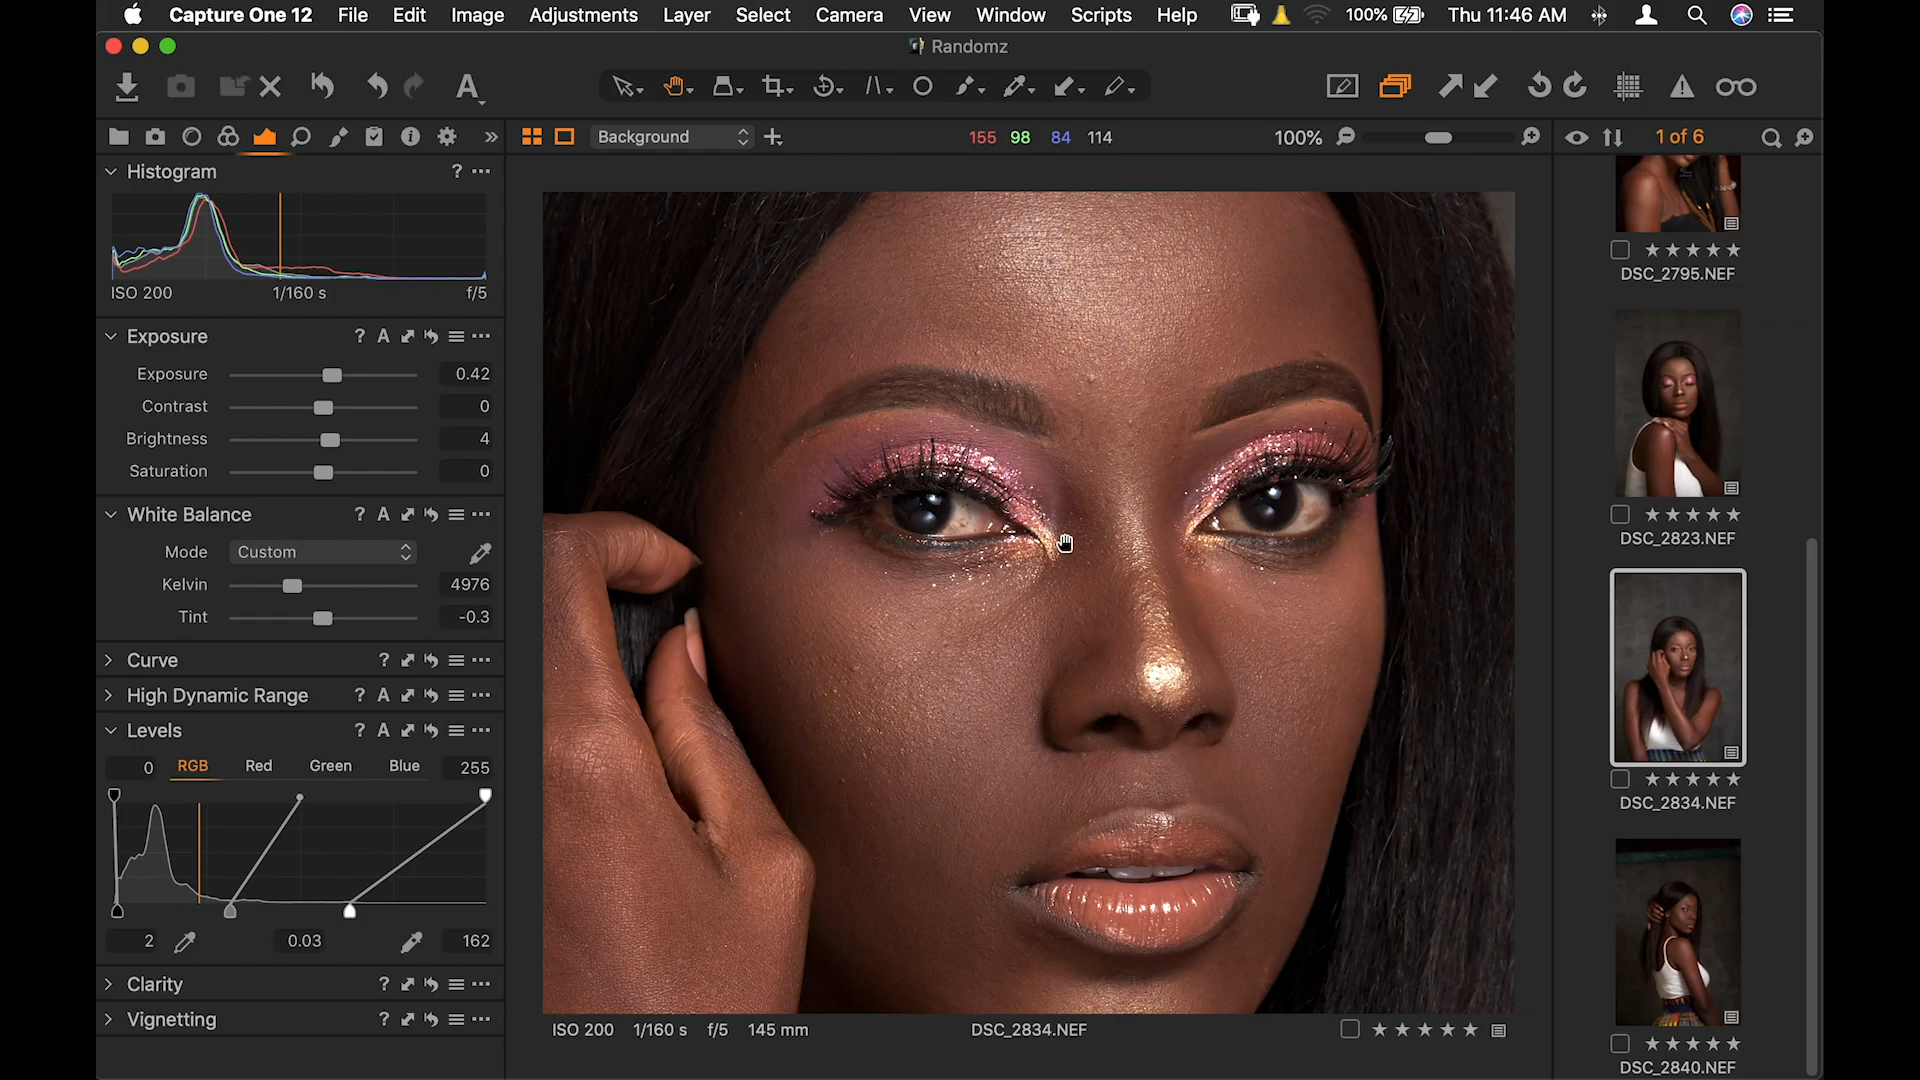 Capture One 12 File Edit Image Adjustments Layer Select Camera View Window Scripts Help 100% Thu 11:46 AM
Randomz
A
Background 155 98 84 114 100% 1 of 6
Histogram ? ...
ISO 200 1/160 s f/5
Exposure ? A ...
Exposure 0.42
Contrast 0
Brightness 4
Saturation 0
White Balance ? A ...
Mode Custom
Kelvin 4976
Tint -0.3
Curve ? ...
High Dynamic Range ? A ...
Levels ? A ...
0 RGB Red Green Blue 255
2 0.03 162
Clarity ? ...
Vignetting ? ...
ISO 200 1/160 s f/5 145 mm DSC_2834.NEF
DSC_2795.NEF
DSC_2823.NEF
DSC_2834.NEF
DSC_2840.NEF